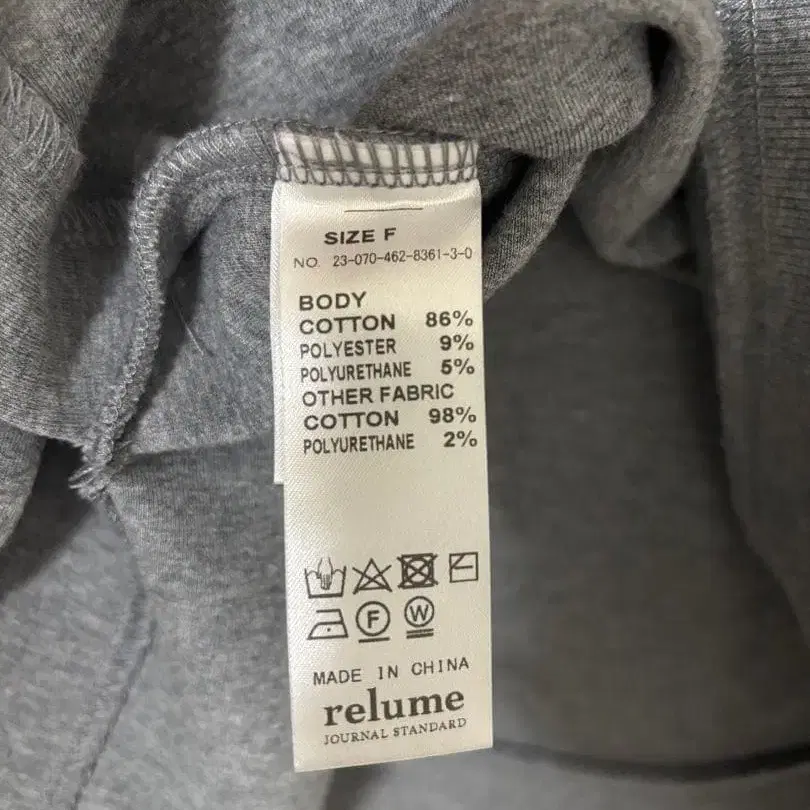 SIZE F
NO. 23-070-462-8361-3-0
BODY
COTTON 86%
POLYESTER 9%
POLYURETHANE 5%
OTHER FABRIC
COTTON 98%
POLYURETHANE 2%
F W
MADE IN CHINA
relume
JOURNAL STANDARD